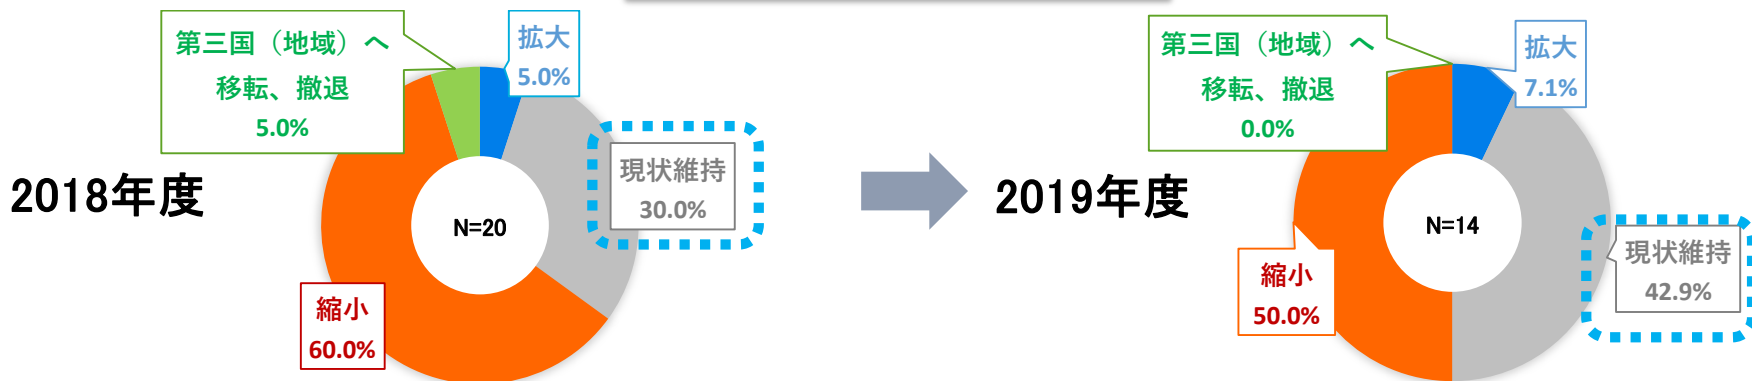 2018年度
第三国（地域）へ
移転、撤退
5.0%
拡大
5.0%
現状維持
30.0%
N=20
縮小
60.0%
2019年度
第三国（地域）へ
移転、撤退
0.0%
拡大
7.1%
現状維持
42.9%
N=14
縮小
50.0%